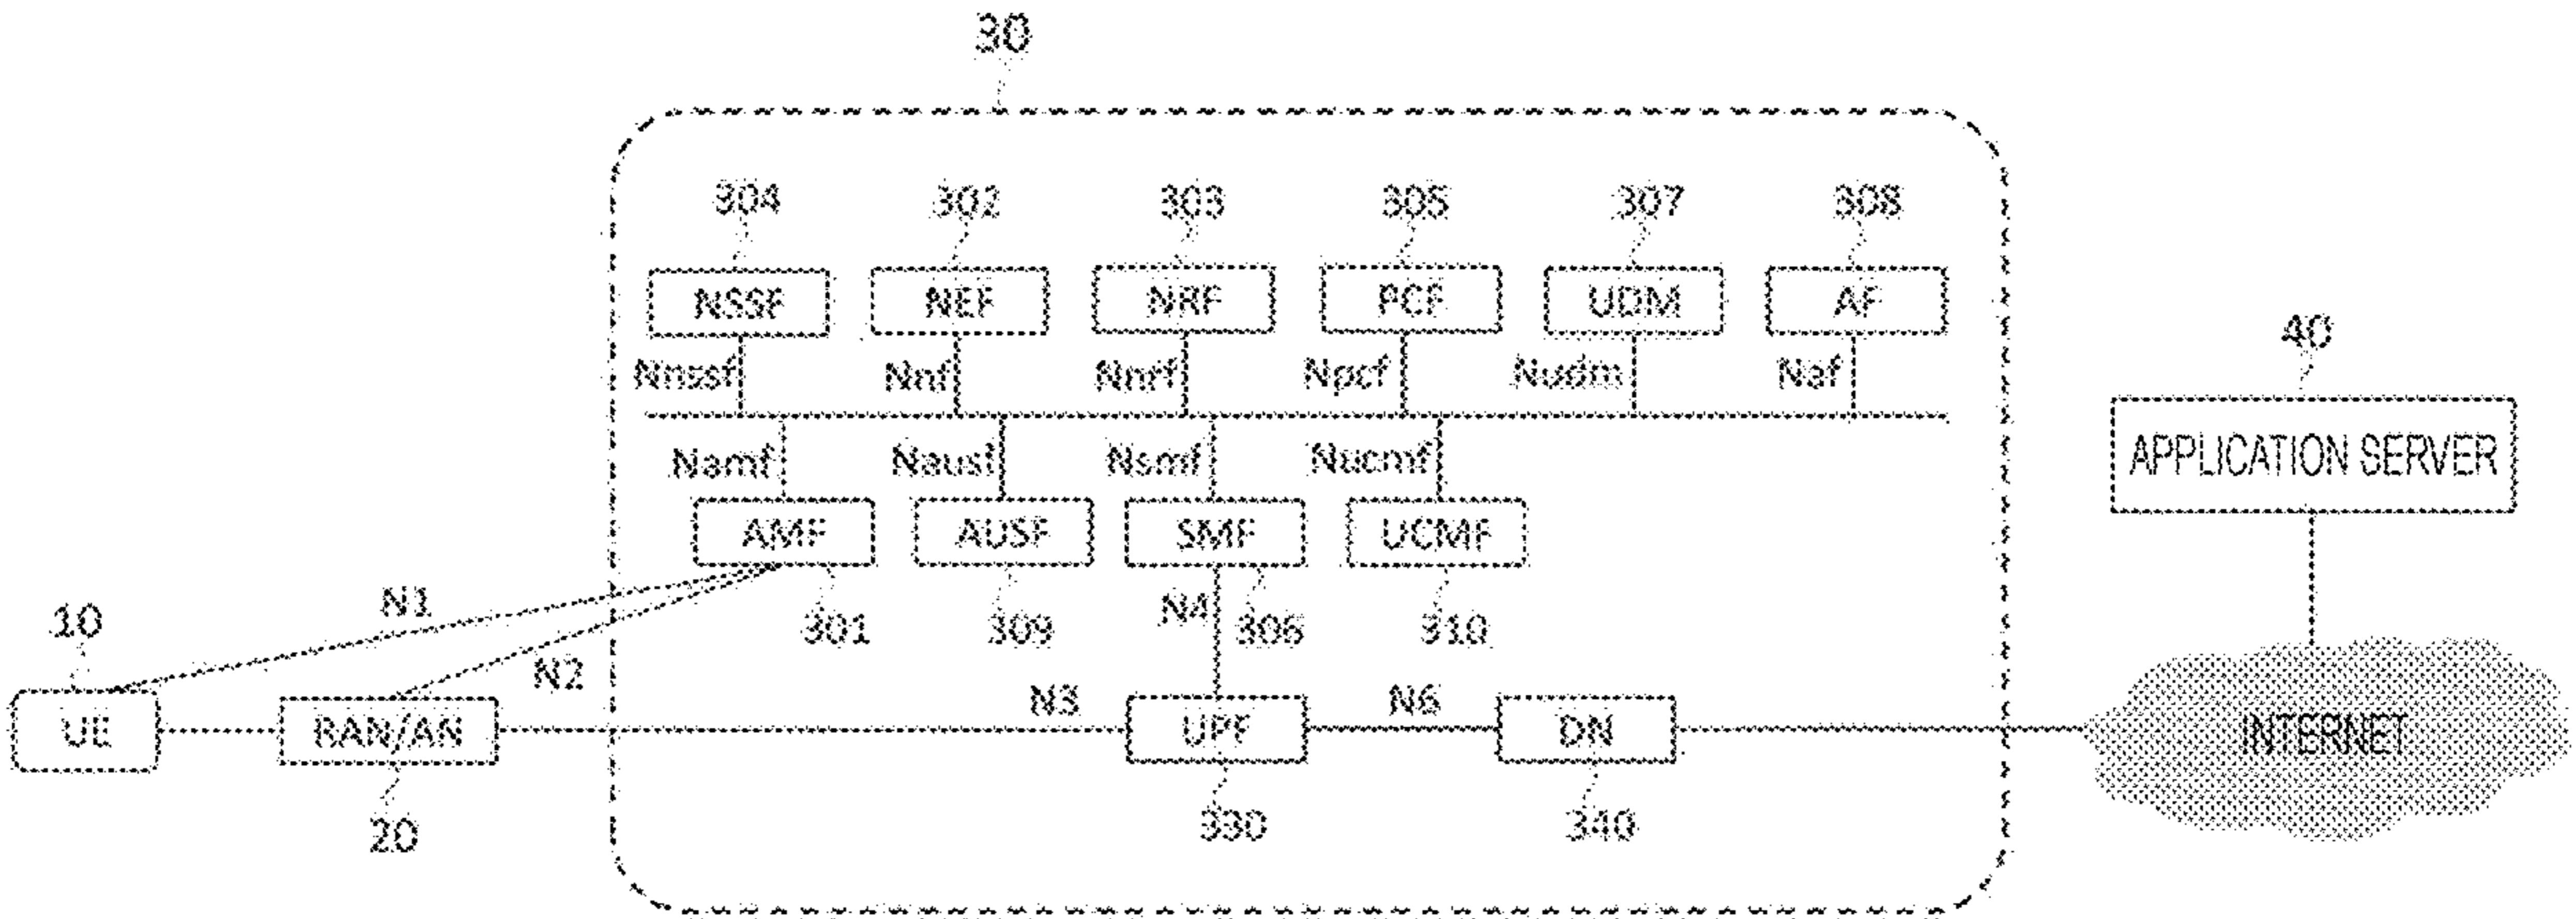 30
304 302 303 305 307 308
NSSF NEF NRF PCF UDM AF
40
Nnssf Nnf Nnrf Npcf Nudm Naf
APPLICATION SERVER
Namf Nausf Nsmf Nucmf
AMF AUSF SMF UCMF
N1 N4
10 301 309 306 310
N2
N3 N6
UE RAN/AN UPF DN INTERNET
20 330 340